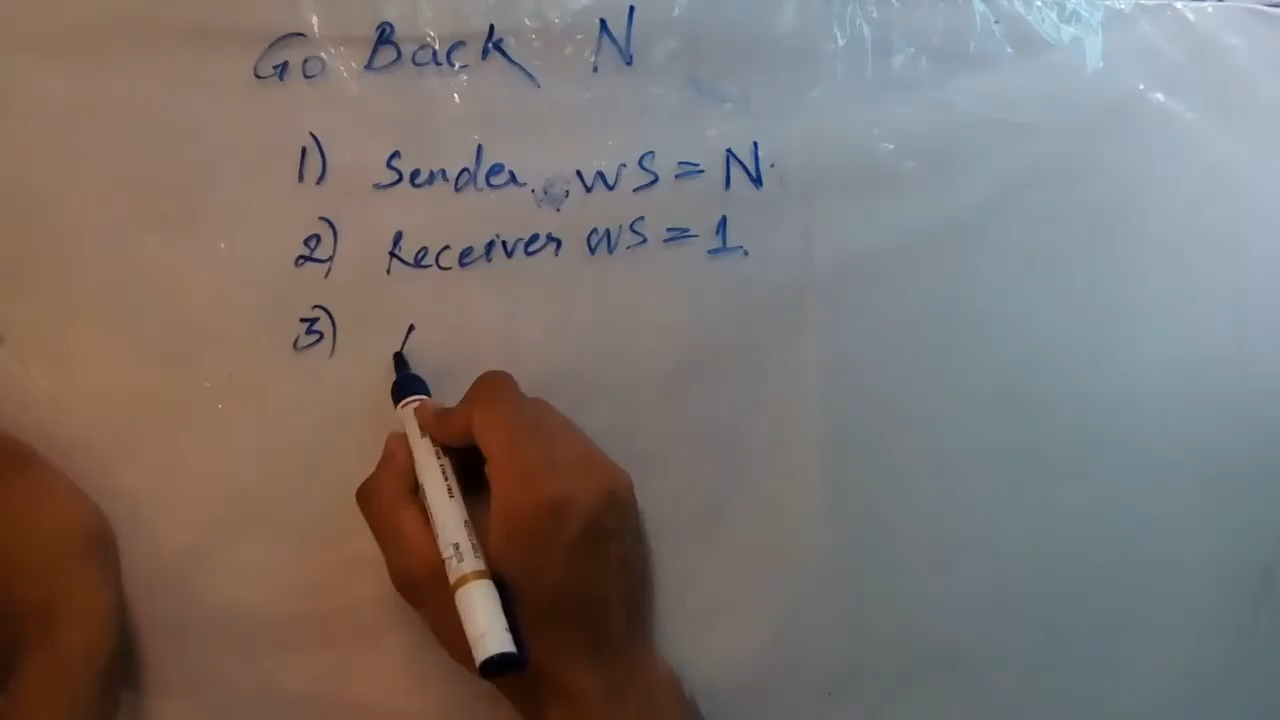 Go Back N
1) Sender WS = N.
2) Receiver WS = 1.
3)